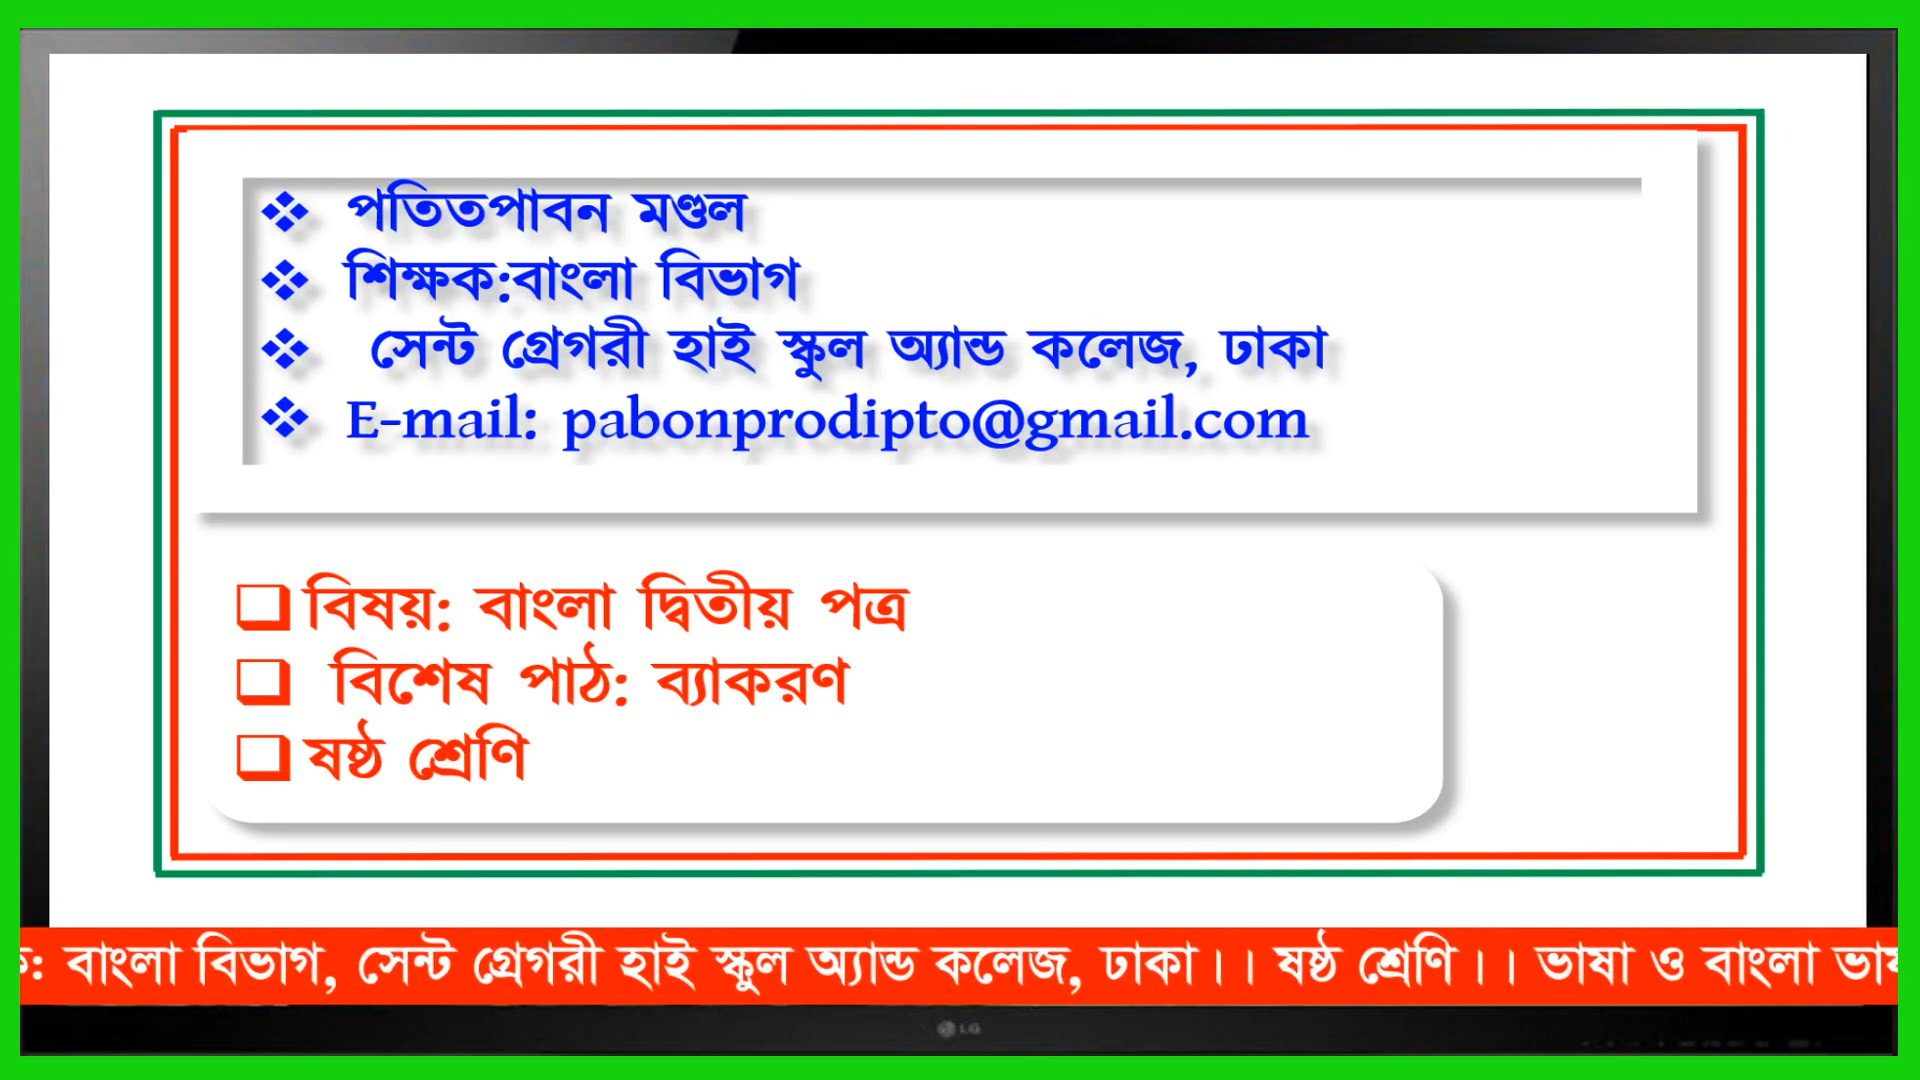 ❖ পতিতপাবন মণ্ডল
❖ শিক্ষক:বাংলা বিভাগ
❖ সেন্ট গ্রেগরী হাই স্কুল অ্যান্ড কলেজ, ঢাকা
❖ E-mail: pabonprodipto@gmail.com
❑ বিষয়: বাংলা দ্বিতীয় পত্র
❑ বিশেষ পাঠ: ব্যাকরণ
❑ ষষ্ঠ শ্রেণি
: বাংলা বিভাগ, সেন্ট গ্রেগরী হাই স্কুল অ্যান্ড কলেজ, ঢাকা।। ষষ্ঠ শ্রেণি ।। ভাষা ও বাংলা
LG